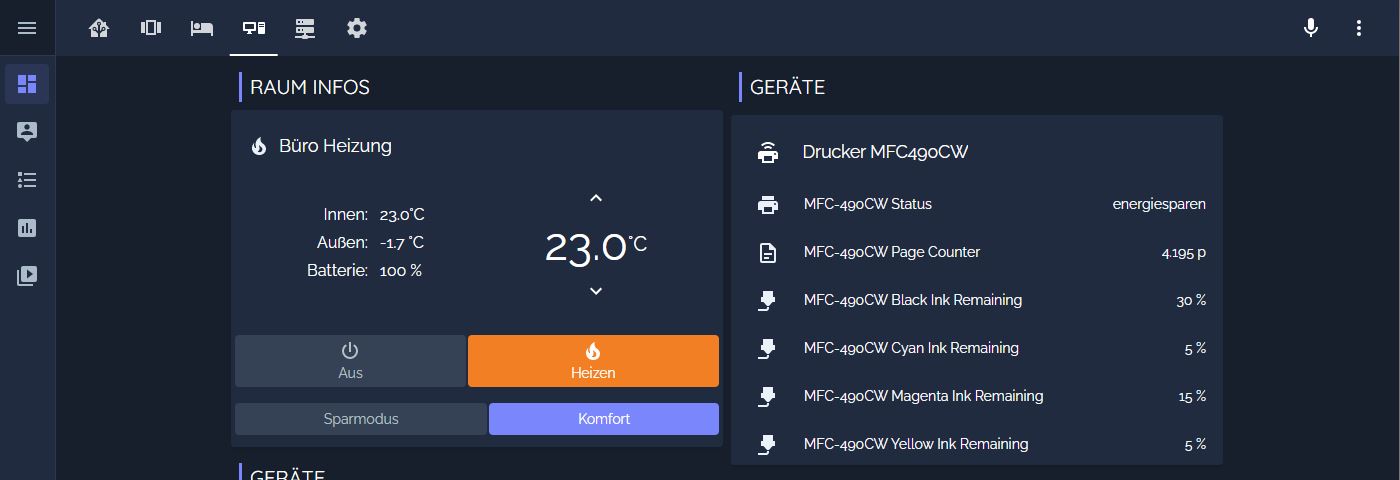 RAUM INFOS
Büro Heizung
Innen: 23.0°C
Außen: -1.7 °C
Batterie: 100 %
23.0°C
Aus
Heizen
Sparmodus
Komfort
GERÄTE
GERÄTE
Drucker MFC490CW
MFC-490CW Status energiesparen
MFC-490CW Page Counter 4.195 p
MFC-490CW Black Ink Remaining 30 %
MFC-490CW Cyan Ink Remaining 5 %
MFC-490CW Magenta Ink Remaining 15 %
MFC-490CW Yellow Ink Remaining 5 %